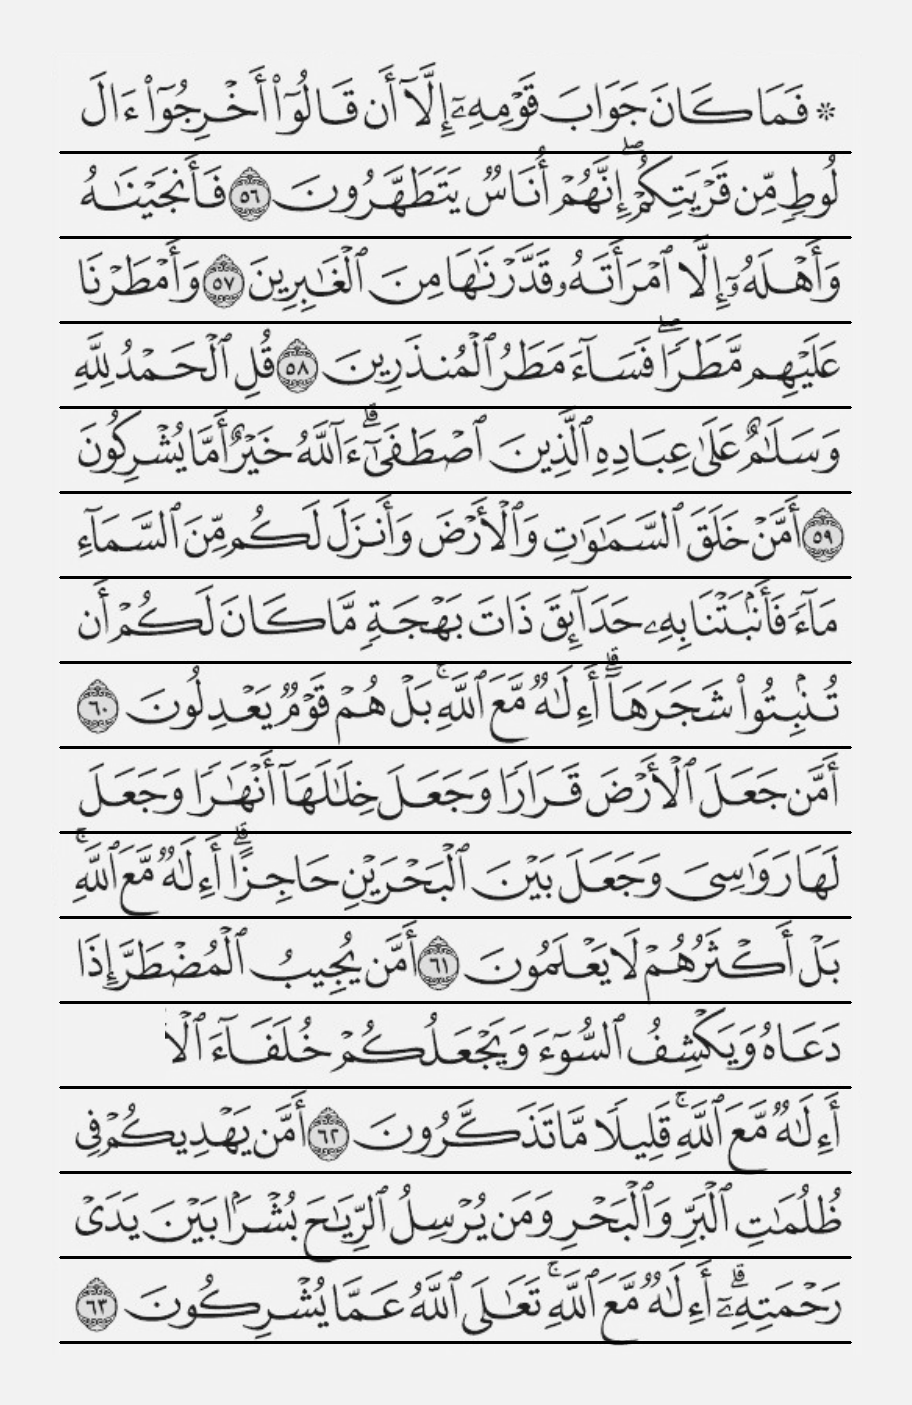 ۞ فَمَا كَانَ جَوَابَ قَوْمِهِۦٓ إِلَّآ أَن قَالُوٓا۟ أَخْرِجُوٓا۟ ءَالَ
لُوطٍ مِّن قَرْيَتِكُمْ ۖ إِنَّهُمْ أُنَاسٌ يَتَطَهَّرُونَ ٥٦ فَأَنجَيْنَٰهُ
وَأَهْلَهُۥٓ إِلَّا ٱمْرَأَتَهُۥ قَدَّرْنَٰهَا مِنَ ٱلْغَٰبِرِينَ ٥٧ وَأَمْطَرْنَا
عَلَيْهِم مَّطَرًا ۖ فَسَآءَ مَطَرُ ٱلْمُنذَرِينَ ٥٨ قُلِ ٱلْحَمْدُ لِلَّهِ
وَسَلَٰمٌ عَلَىٰ عِبَادِهِ ٱلَّذِينَ ٱصْطَفَىٰٓ ۗ ءَآللَّهُ خَيْرٌ أَمَّا يُشْرِكُونَ
٥٩ أَمَّنْ خَلَقَ ٱلسَّمَٰوَٰتِ وَٱلْأَرْضَ وَأَنزَلَ لَكُم مِّنَ ٱلسَّمَآءِ
مَآءً فَأَنۢبَتْنَا بِهِۦ حَدَآئِقَ ذَاتَ بَهْجَةٍ مَّا كَانَ لَكُمْ أَن
تُنۢبِتُوا۟ شَجَرَهَآ ۗ أَءِلَٰهٌ مَّعَ ٱللَّهِ ۚ بَلْ هُمْ قَوْمٌ يَعْدِلُونَ ٦٠
أَمَّن جَعَلَ ٱلْأَرْضَ قَرَارًا وَجَعَلَ خِلَٰلَهَآ أَنْهَٰرًا وَجَعَلَ
لَهَا رَوَٰسِىَ وَجَعَلَ بَيْنَ ٱلْبَحْرَيْنِ حَاجِزًا ۗ أَءِلَٰهٌ مَّعَ ٱللَّهِ ۚ
بَلْ أَكْثَرُهُمْ لَا يَعْلَمُونَ ٦١ أَمَّن يُجِيبُ ٱلْمُضْطَرَّ إِذَا
دَعَاهُ وَيَكْشِفُ ٱلسُّوٓءَ وَيَجْعَلُكُمْ خُلَفَآءَ ٱلْأ
أَءِلَٰهٌ مَّعَ ٱللَّهِ ۚ قَلِيلًا مَّا تَذَكَّرُونَ ٦٢ أَمَّن يَهْدِيكُمْ فِى
ظُلُمَٰتِ ٱلْبَرِّ وَٱلْبَحْرِ وَمَن يُرْسِلُ ٱلرِّيَٰحَ بُشْرًۢا بَيْنَ يَدَىْ
رَحْمَتِهِۦٓ ۗ أَءِلَٰهٌ مَّعَ ٱللَّهِ ۚ تَعَٰلَى ٱللَّهُ عَمَّا يُشْرِكُونَ ٦٣